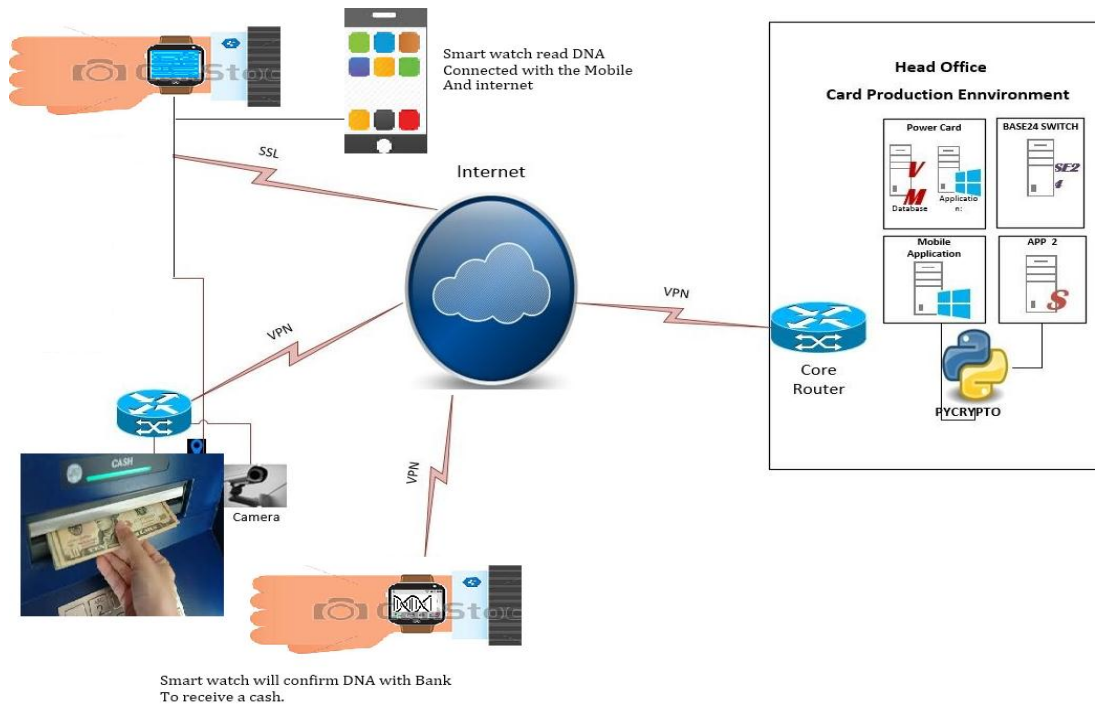 Smart watch read DNA
Connected with the Mobile
And internet
SSL
Internet
VPN
VPN
VPN
Head Office
Card Production Ennvironment
Power Card
V
M
Database
Applicatio
n:
BASE24 SWITCH
SE2
4
Mobile
Application
APP 2
S
Core
Router
PYCRYPTO
CASH
Camera
Smart watch will confirm DNA with Bank
To receive a cash.